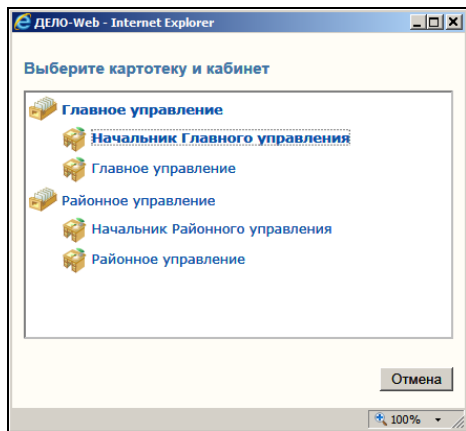 ДЕЛО-Web - Internet Explorer
Выберите картотеку и кабинет
Главное управление
Начальник Главного управления
Главное управление
Районное управление
Начальник Районного управления
Районное управление
Отмена
100%